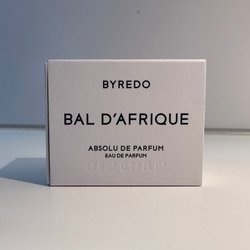 BYREDO
BAL D'AFRIQUE
ABSOLU DE PARFUM
EAU DE PARFUM